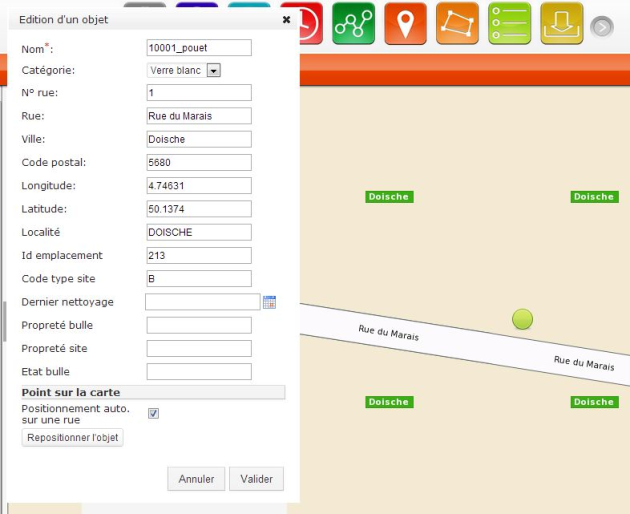 Edition d'un objet
Nom*: 10001_pouet
Catégorie: Verre blanc
N° rue: 1
Rue: Rue du Marais
Ville: Doische
Code postal: 5680
Longitude: 4.74631
Latitude: 50.1374
Localité DOISCHE
Id emplacement 213
Code type site B
Dernier nettoyage
Propreté bulle
Propreté site
Etat bulle
Point sur la carte
Positionnement auto.
sur une rue
Repositionner l'objet
Annuler Valider
Doische Doische
Rue du Marais
Rue du Marais
Doische Doische